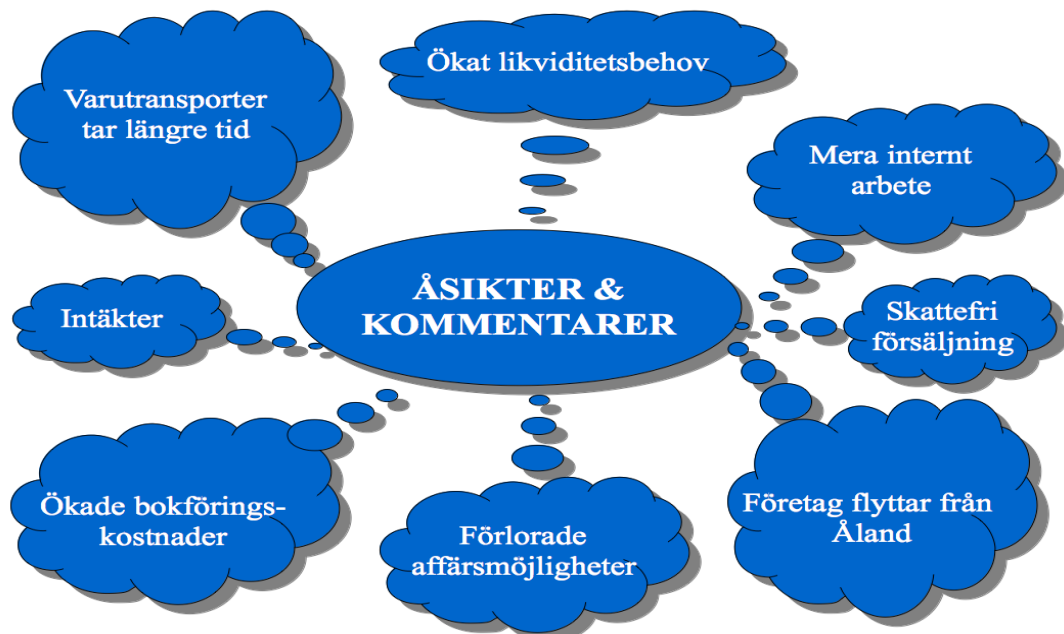 Varutransporter
tar längre tid
Ökat likviditetsbehov
Mera internt
arbete
ÅSIKTER &
KOMMENTARER
Intäkter
Skattefri
försäljning
Ökade bokförings-
kostnader
Förlorade
affärsmöjligheter
Företag flyttar från
Åland